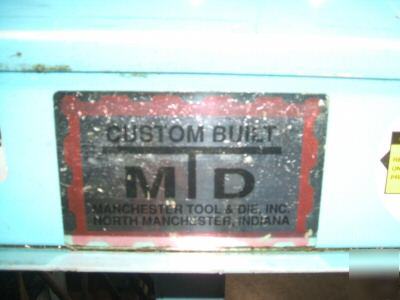 CUSTOM BUILT
MTD
MANCHESTER TOOL & DIE, INC.
NORTH MANCHESTER, INDIANA